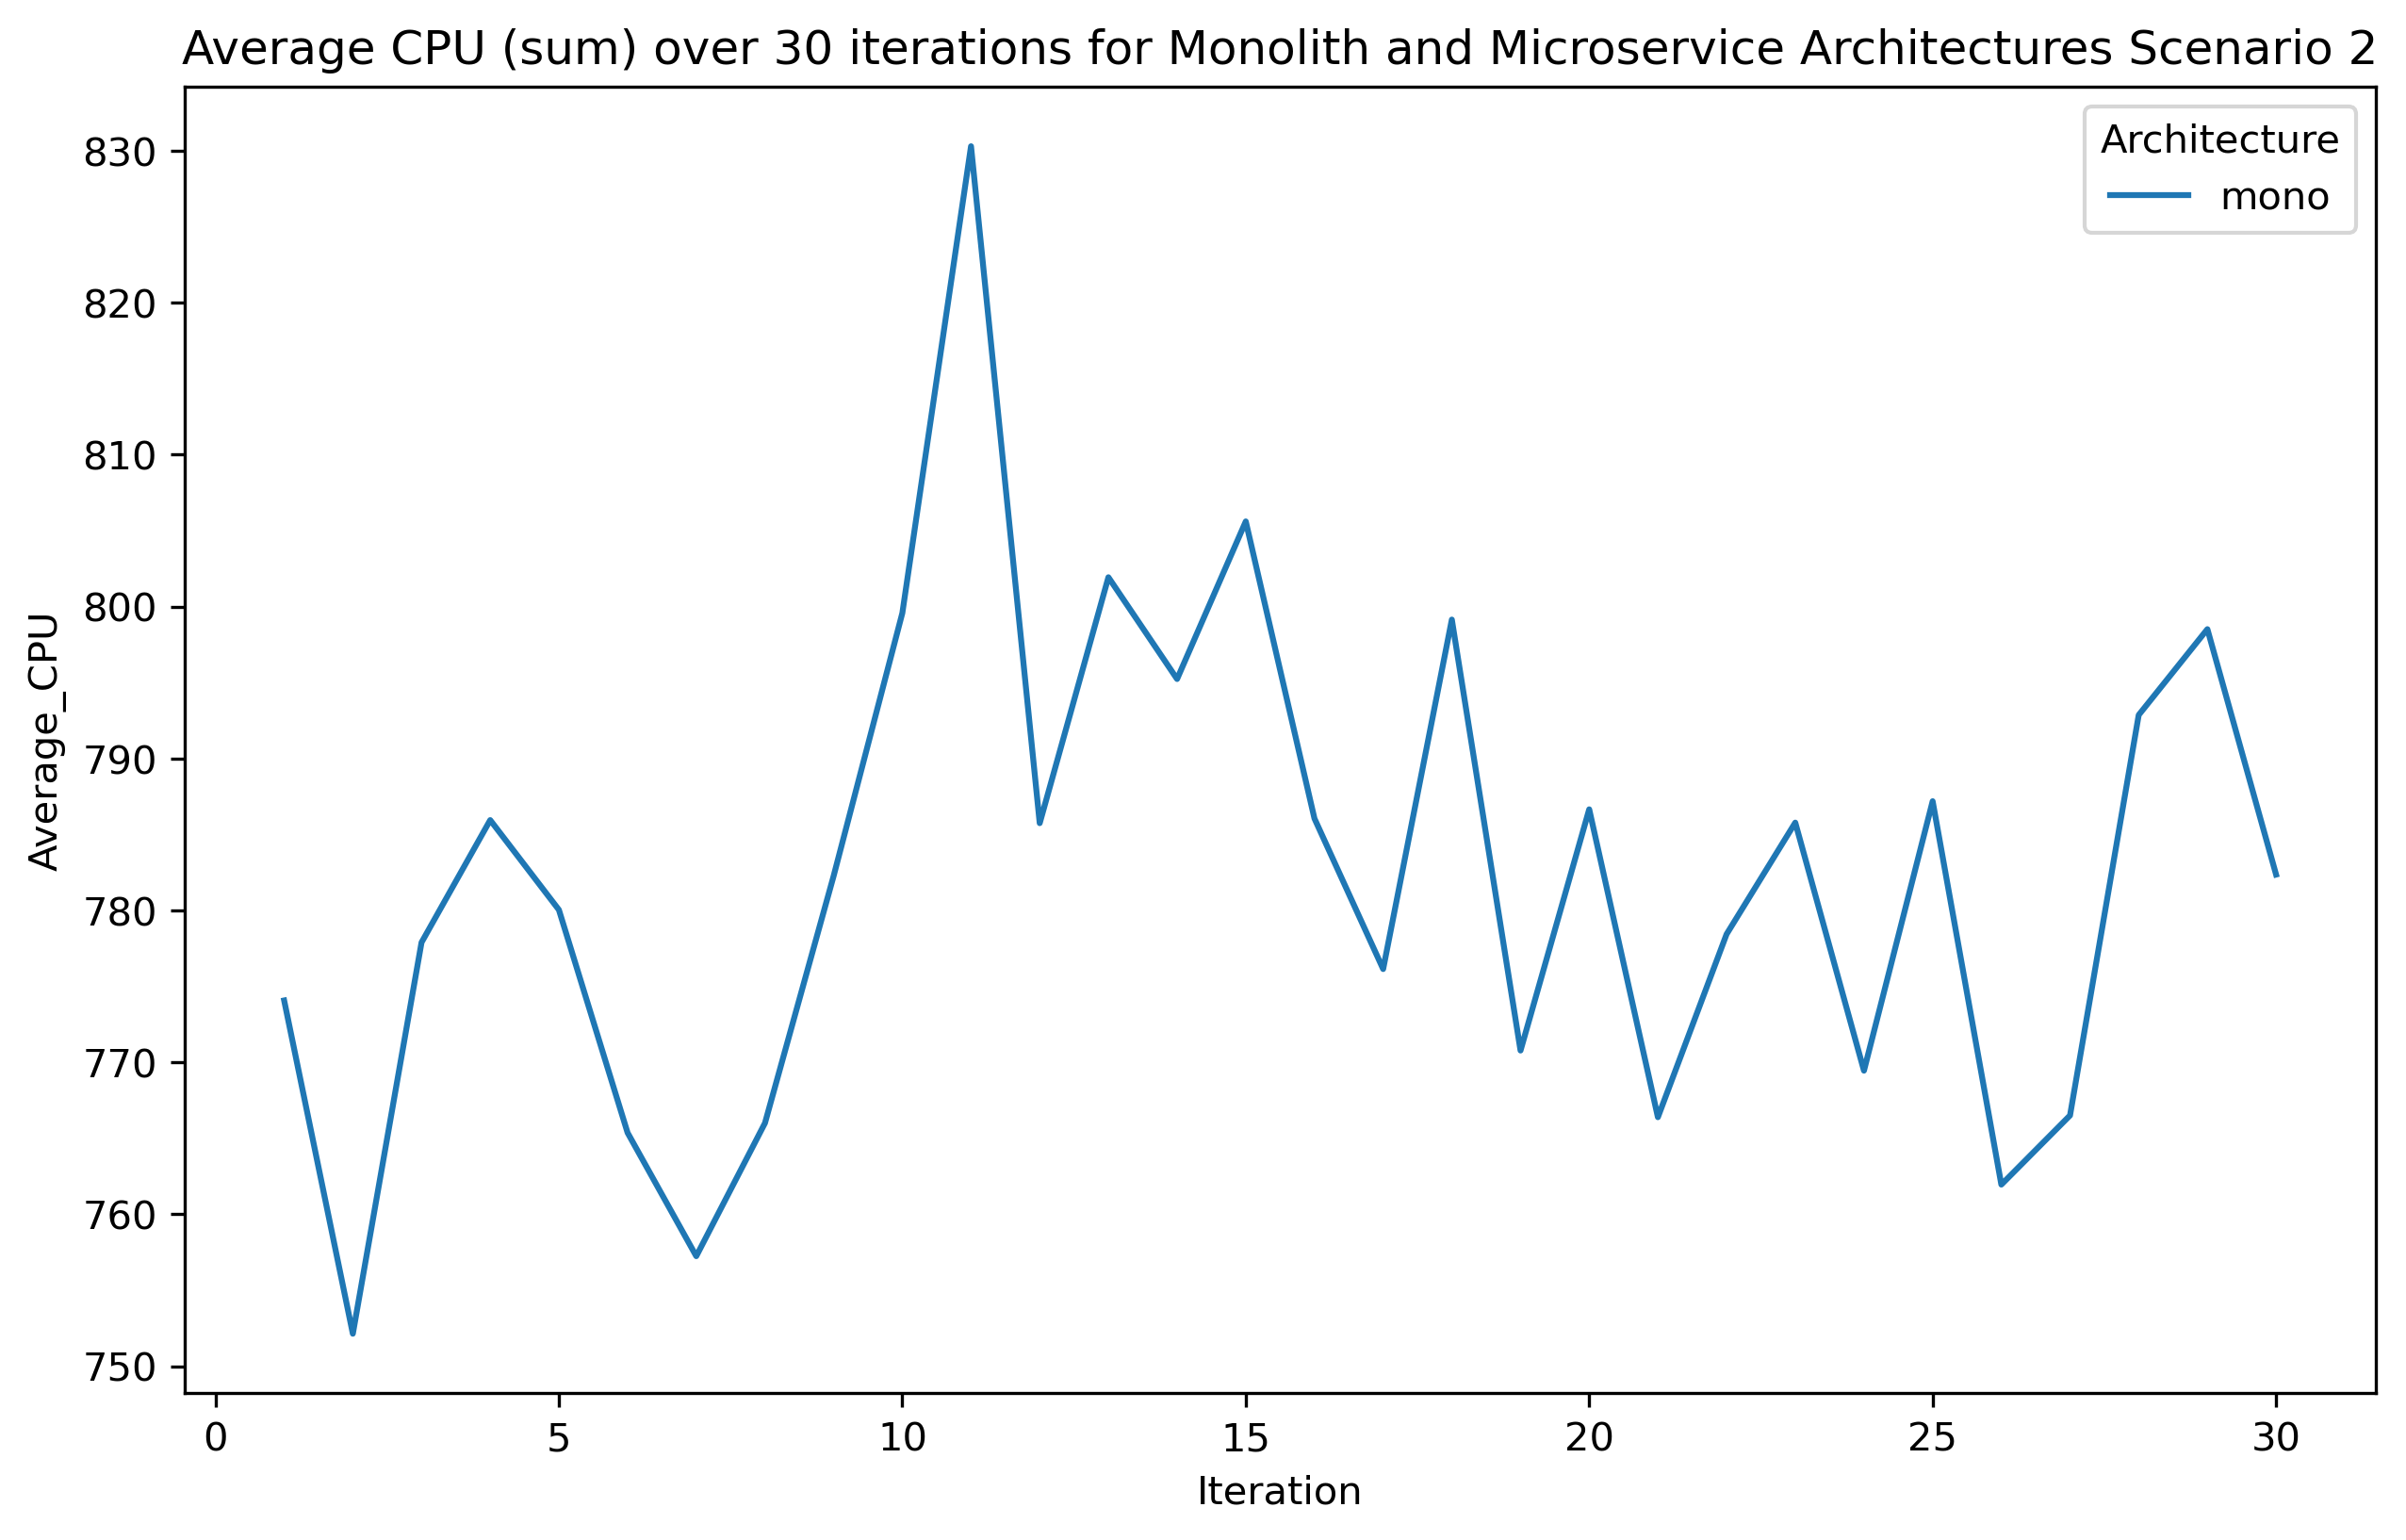 Average CPU (sum) over 30 iterations for Monolith and Microservice Architectures Scenario 2
Architecture
mono
830
820
810
800
790
780
770
760
750
Average_CPU
0 5 10 15 20 25 30
Iteration